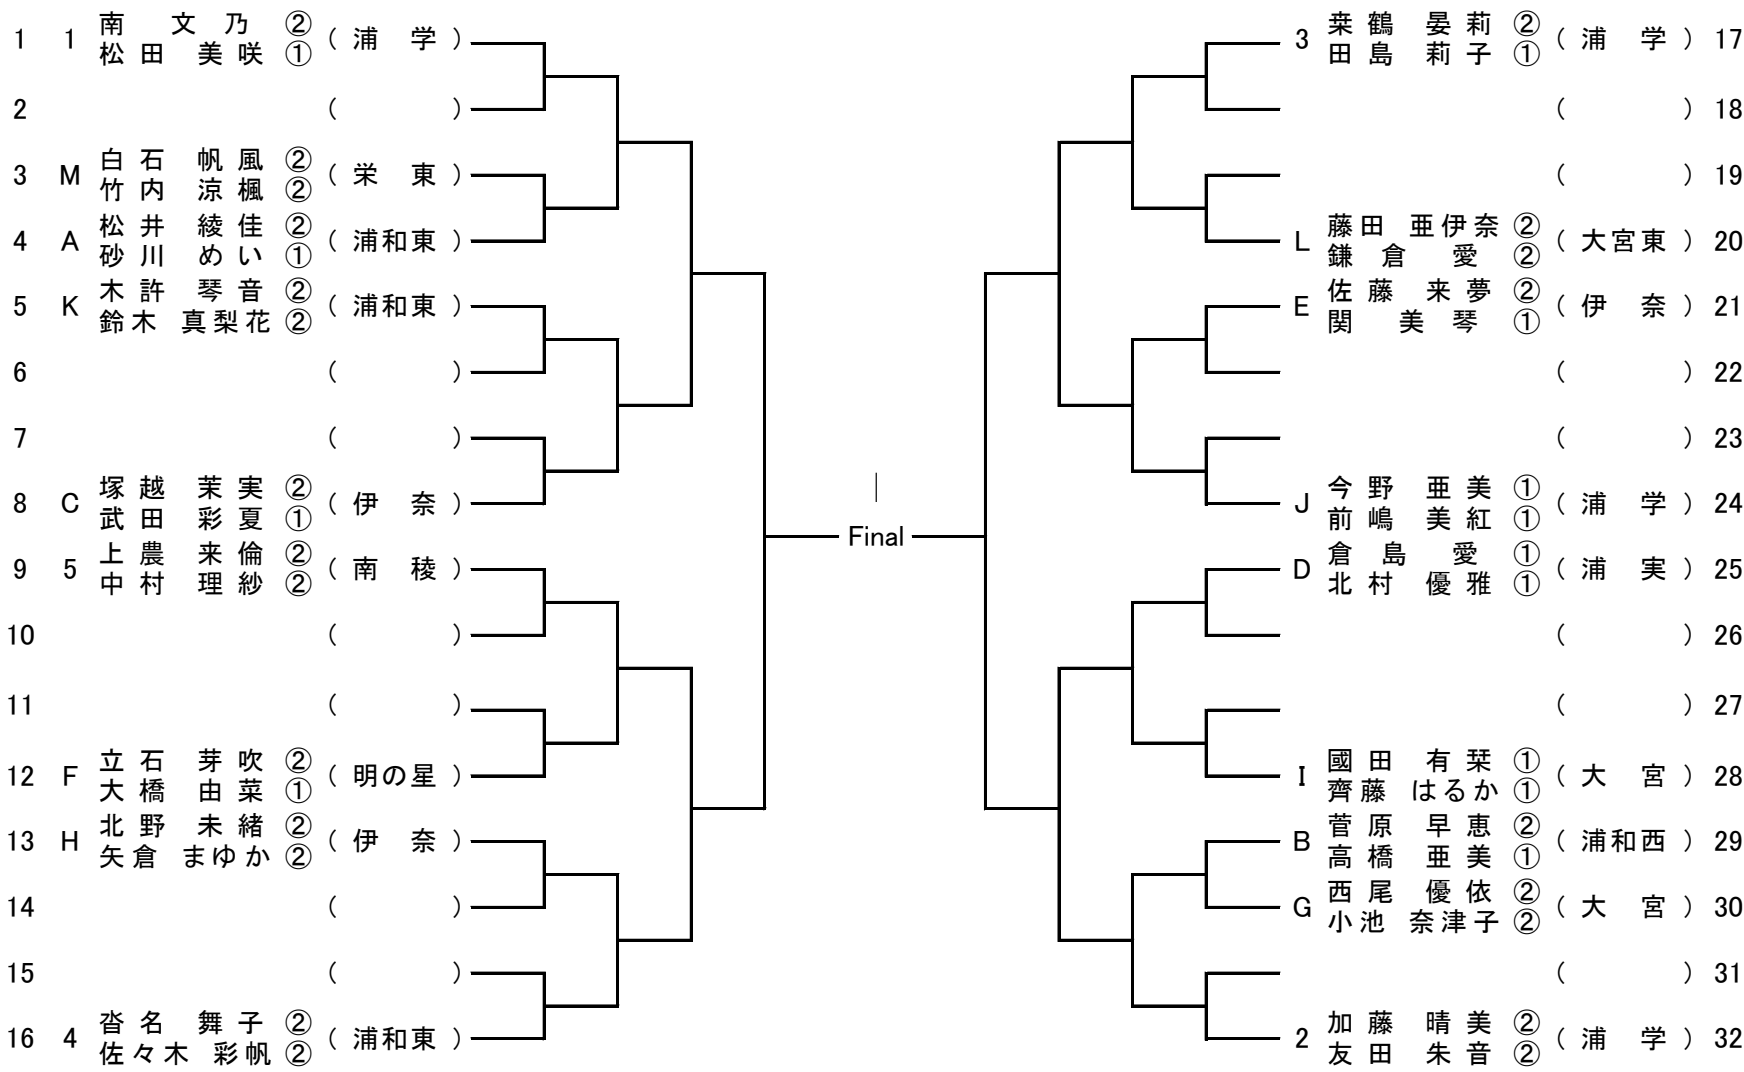 1 1 南 文乃 ② ( 浦 学 )
松田 美咲 ①
2 ( )
3 M 白石 帆風 ② ( 栄 東 )
竹内 涼楓 ②
4 A 松井 綾佳 ② ( 浦和東 )
砂川 めい ①
5 K 木許 琴音 ② ( 浦和東 )
鈴木 真梨花 ②
6 ( )
7 ( )
8 C 塚越 茉実 ② ( 伊 奈 )
武田 彩夏 ①
9 5 上農 来倫 ② ( 南 稜 )
中村 理紗 ②
10 ( )
11 ( )
12 F 立石 芽吹 ② ( 明の星 )
大橋 由菜 ①
13 H 北野 未緒 ② ( 伊 奈 )
矢倉 まゆか ②
14 ( )
15 ( )
16 4 沓名 舞子 ② ( 浦和東 )
佐々木 彩帆 ②
Final
3 桒鶴 晏莉 ② ( 浦 学 ) 17
田島 莉子 ①
( ) 18
( ) 19
L 藤田 亜伊奈 ② ( 大宮東 ) 20
鎌倉 愛 ②
E 佐藤 来夢 ② ( 伊 奈 ) 21
関 美琴 ①
( ) 22
( ) 23
J 今野 亜美 ① ( 浦 学 ) 24
前嶋 美紅 ①
D 倉島 愛 ① ( 浦 実 ) 25
北村 優雅 ①
( ) 26
( ) 27
I 國田 有栞 ① ( 大 宮 ) 28
齊藤 はるか ①
B 菅原 早恵 ② ( 浦和西 ) 29
高橋 亜美 ①
G 西尾 優依 ② ( 大 宮 ) 30
小池 奈津子 ②
( ) 31
2 加藤 晴美 ② ( 浦 学 ) 32
友田 朱音 ②